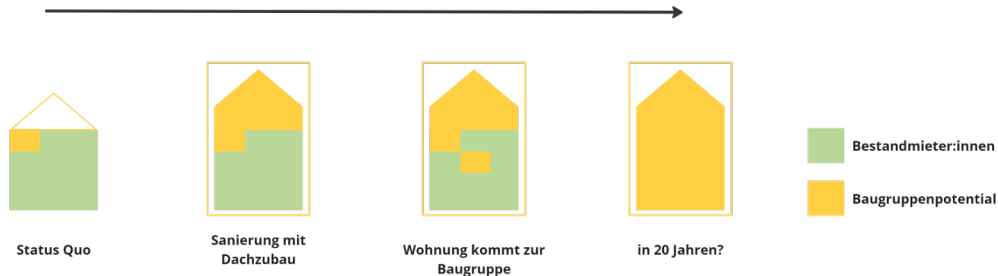 Status Quo
Sanierung mit
Dachzubau
Wohnung kommt zur
Baugruppe
in 20 Jahren?
Bestandmieter:innen
Baugruppenpotential